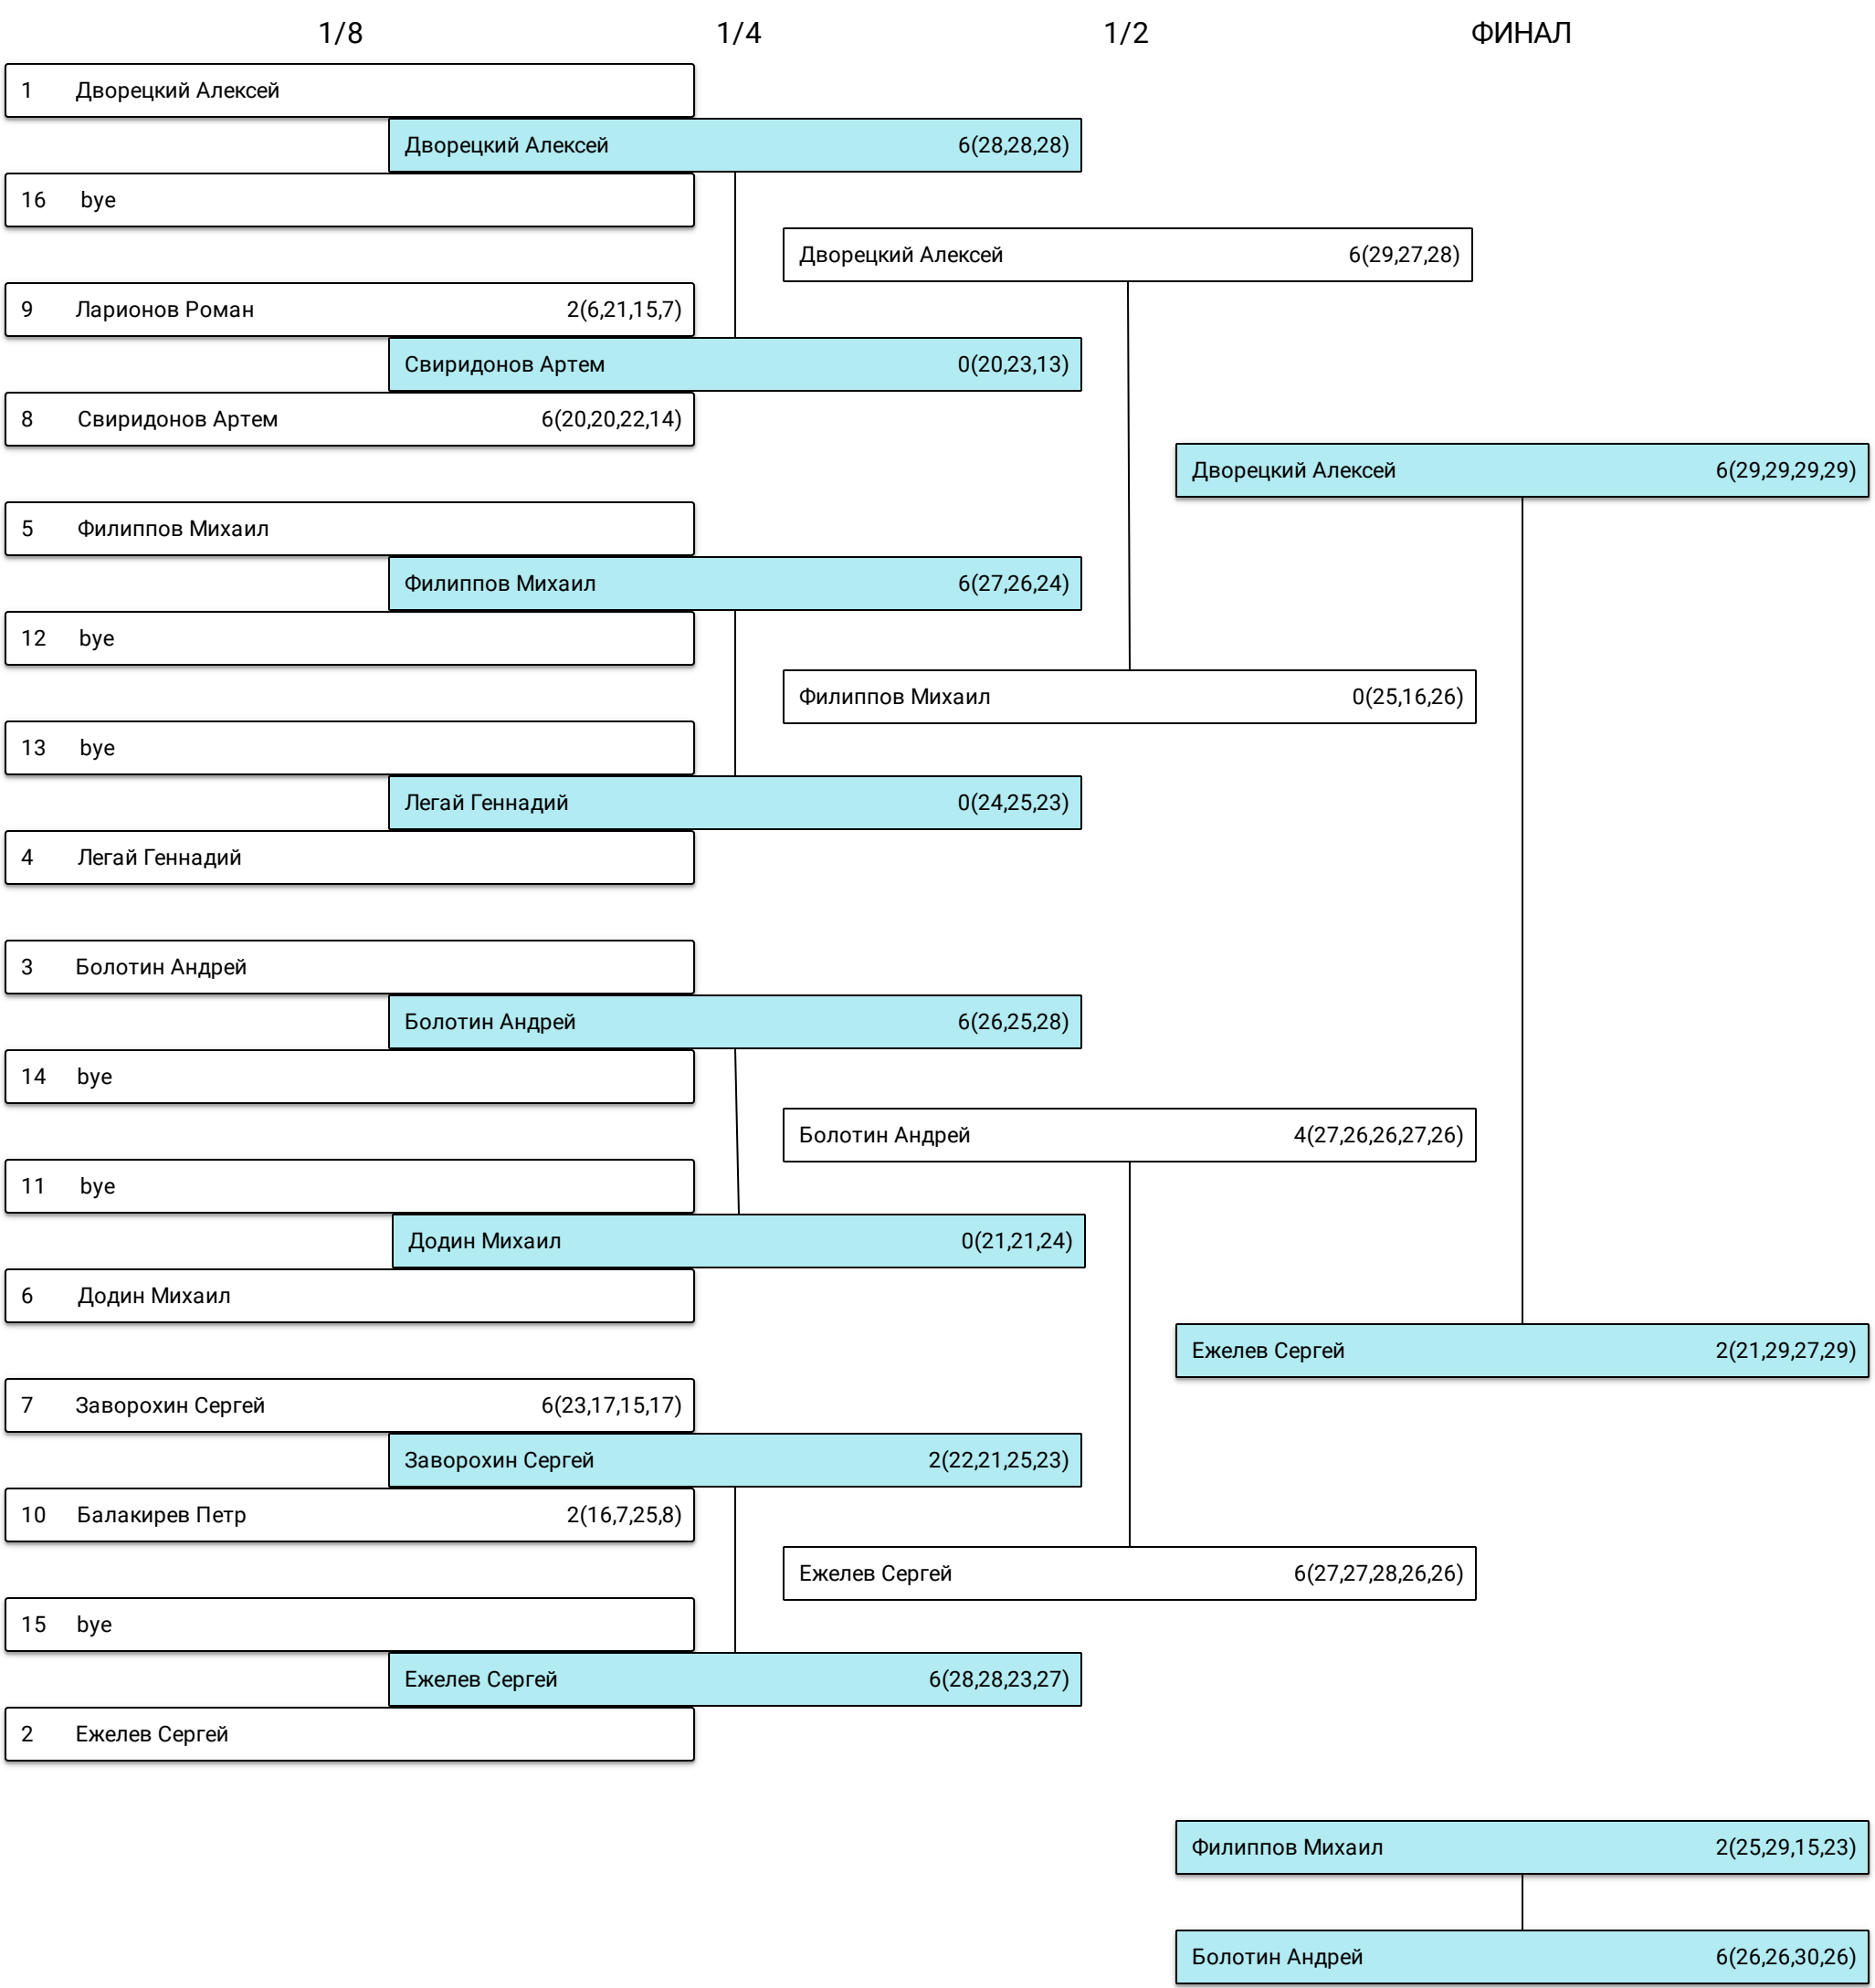 1/8 1/4 1/2 ФИНАЛ
1 Дворецкий Алексей
Дворецкий Алексей 6(28,28,28)
16 bye
Дворецкий Алексей 6(29,27,28)
9 Ларионов Роман 2(6,21,15,7)
Свиридонов Артем 0(20,23,13)
8 Свиридонов Артем 6(20,20,22,14)
Дворецкий Алексей 6(29,29,29,29)
5 Филиппов Михаил
Филиппов Михаил 6(27,26,24)
12 bye
Филиппов Михаил 0(25,16,26)
13 bye
Легай Геннадий 0(24,25,23)
4 Легай Геннадий
3 Болотин Андрей
Болотин Андрей 6(26,25,28)
14 bye
Болотин Андрей 4(27,26,26,27,26)
11 bye
Додин Михаил 0(21,21,24)
6 Додин Михаил
Ежелев Сергей 2(21,29,27,29)
7 Заворохин Сергей 6(23,17,15,17)
Заворохин Сергей 2(22,21,25,23)
10 Балакирев Петр 2(16,7,25,8)
Ежелев Сергей 6(27,27,28,26,26)
15 bye
Ежелев Сергей 6(28,28,23,27)
2 Ежелев Сергей
Филиппов Михаил 2(25,29,15,23)
Болотин Андрей 6(26,26,30,26)